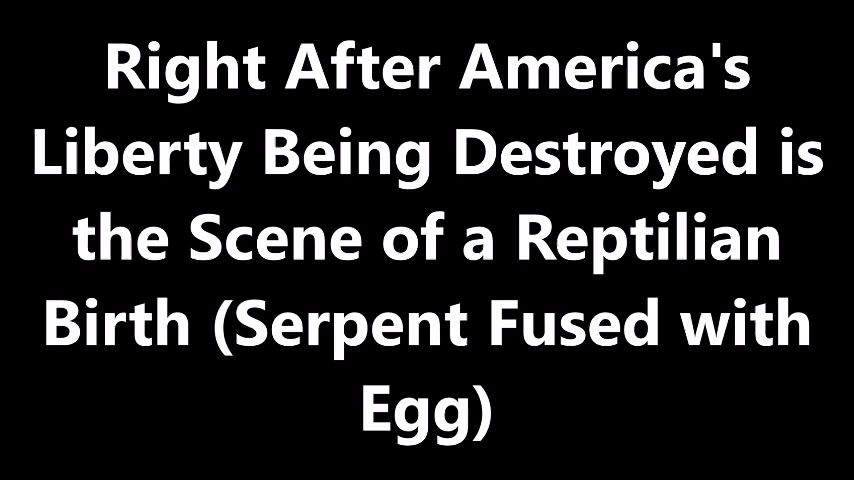 Right After America's
Liberty Being Destroyed is
the Scene of a Reptilian
Birth (Serpent Fused with
Egg)